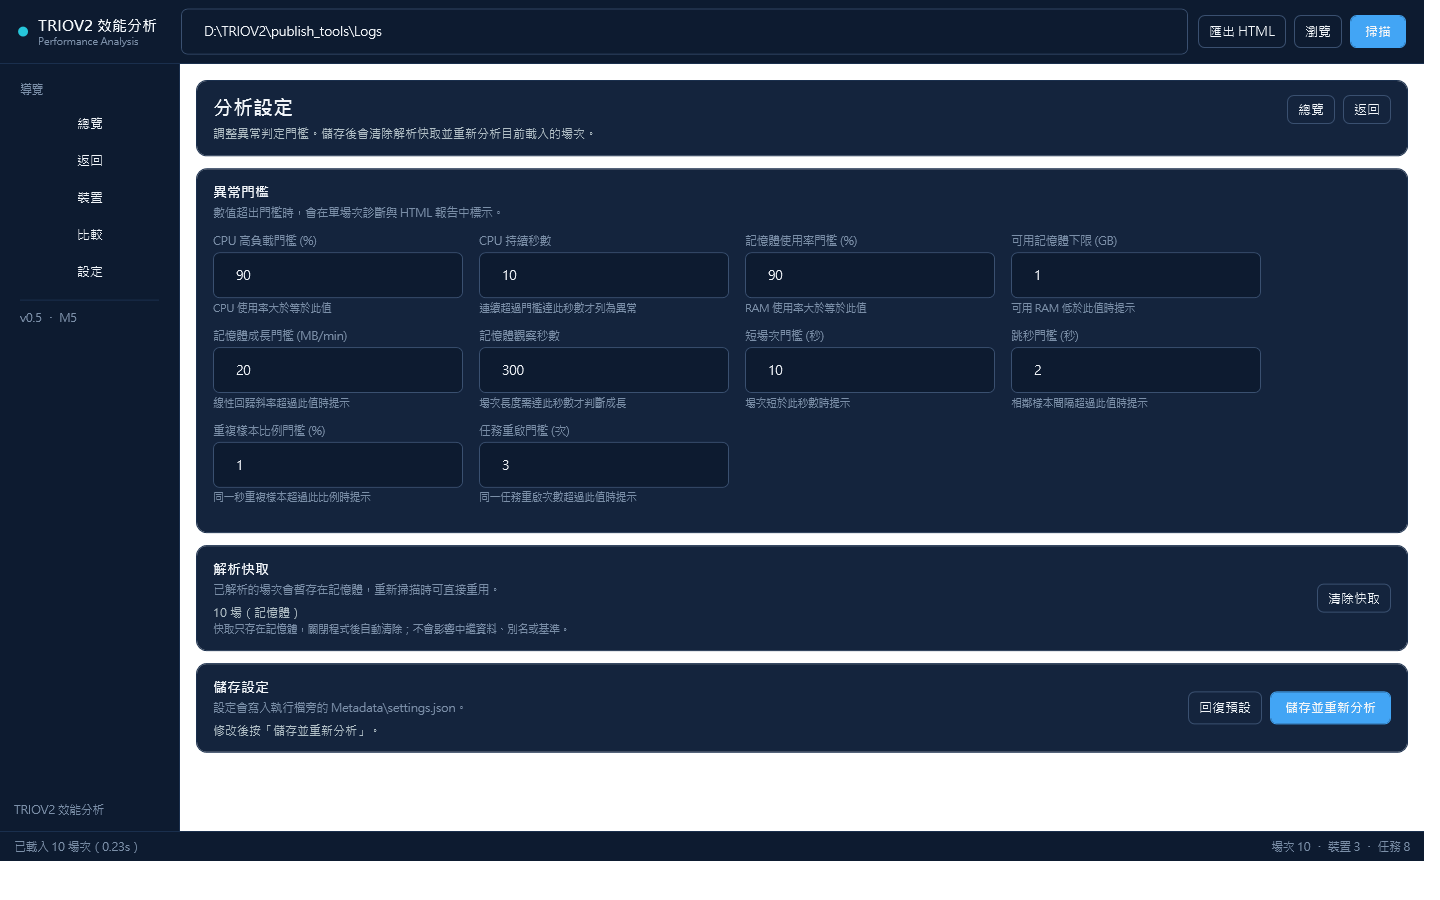 TRIOV2 效能分析
Performance Analysis
D:\TRIOV2\publish_tools\Logs
匯出 HTML
瀏覽
掃描
導覽
總覽
返回
裝置
比較
設定
v0.5 · M5
分析設定
調整異常判定門檻。儲存後會清除解析快取並重新分析目前載入的場次。
總覽
返回
異常門檻
數值超出門檻時，會在單場次診斷與 HTML 報告中標示。
CPU 高負載門檻 (%)
90
CPU 使用率大於等於此值
CPU 持續秒數
10
連續超過門檻達此秒數才列為異常
記憶體使用率門檻 (%)
90
RAM 使用率大於等於此值
可用記憶體下限 (GB)
1
可用 RAM 低於此值時提示
記憶體成長門檻 (MB/min)
20
線性回歸斜率超過此值時提示
記憶體觀察秒數
300
場次長度需達此秒數才判斷成長
短場次門檻 (秒)
10
場次短於此秒數時提示
跳秒門檻 (秒)
2
相鄰樣本間隔超過此值時提示
重複樣本比例門檻 (%)
1
同一秒重複樣本超過此比例時提示
任務重啟門檻 (次)
3
同一任務重啟次數超過此值時提示
解析快取
已解析的場次會暫存在記憶體，重新掃描時可直接重用。
10 場（記憶體）
快取只存在記憶體，關閉程式後自動清除；不會影響中繼資料、別名或基準。
清除快取
儲存設定
設定會寫入執行檔旁的 Metadata\settings.json。
修改後按「儲存並重新分析」。
回復預設
儲存並重新分析
TRIOV2 效能分析
已載入 10 場次（0.23s）
場次 10 · 裝置 3 · 任務 8